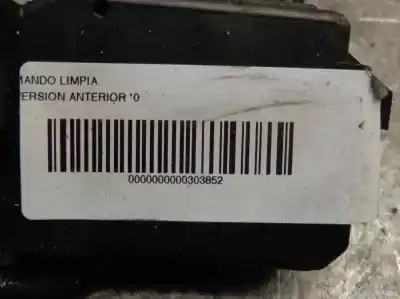 MANDO LIMPIA
VERSION ANTERIOR '0
0000000000303852